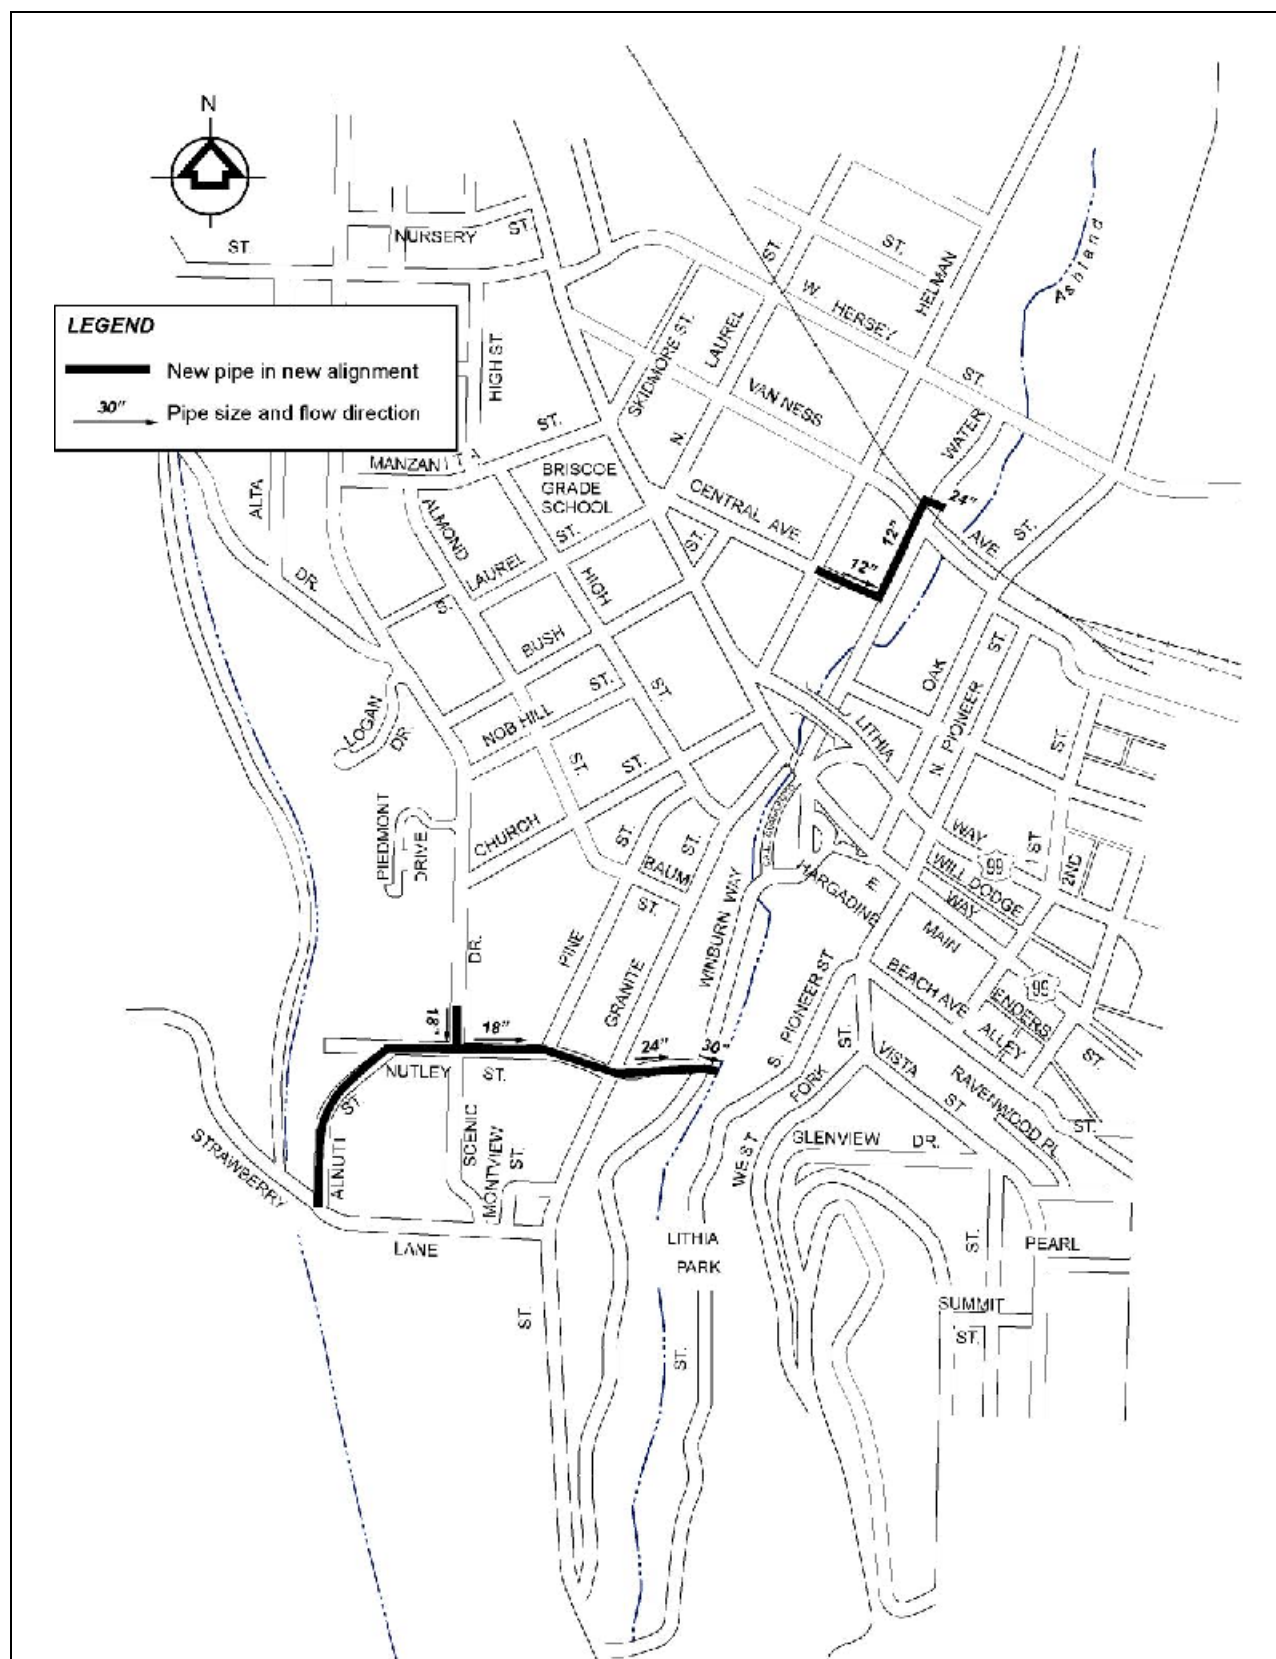 N
NURSERY ST.
ST.
ST.
ST.
W. HERSEY
HELMAN
Ashland
LEGEND
New pipe in new alignment
30" Pipe size and flow direction
HIGH ST
SKIDMORE ST.
N. LAUREL
VAN NESS
ST.
WATER
ST.
MANZANITA
BRISCOE
GRADE
SCHOOL
ALTA
ALMOND
CENTRAL AVE.
24"
12"
12"
AVE.
ST.
ST.
DR.
S. LAUREL
ST.
HIGH
BUSH
ST.
OAK
ST.
LOGAN
DR.
NOB HILL
ST.
ST.
LITHIA
N. PIONEER
ST.
ST.
ST.
PIEDMONT
DRIVE
CHURCH
ST.
BAUM
ST.
ST.
WAY
99
1 ST
2ND
WILL DODGE
WAY
HARGADINE
E.
MAIN
WINBURN WAY
PINE
DR.
GRANITE
S. PIONEER ST
BEACH AVE
99
ENDERS
ALLEY
ST.
18"
18"
24"
30"
NUTLEY
ST.
ST.
FORK
VISTA
ST
RAVENWOOD PL.
ST.
ALNUTT
ST.
SCENIC
MONTVIEW
ST.
WEST
GLENVIEW DR.
STRAWBERRY
LANE
LITHIA
PARK
ST.
PEARL
SUMMIT
ST.
ST.
ST.